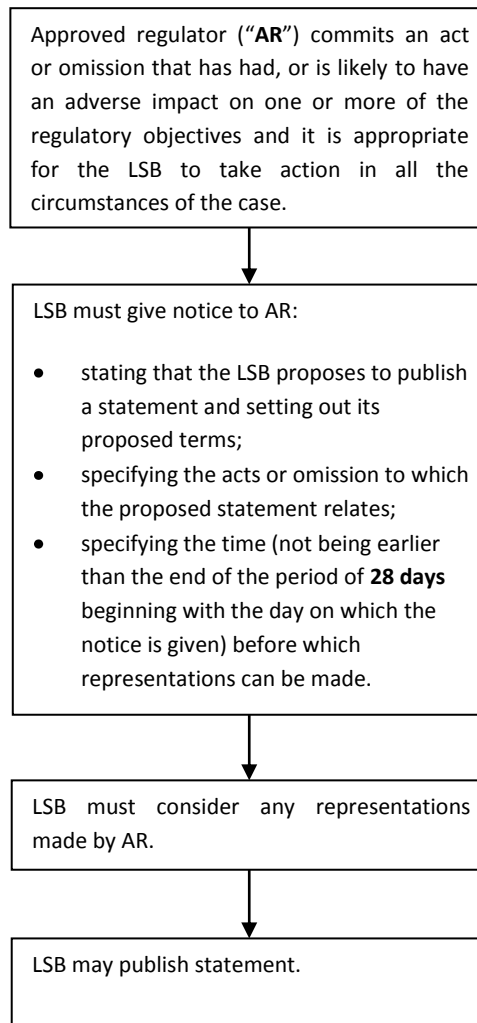 Approved regulator (“AR”) commits an act
or omission that has had, or is likely to have
an adverse impact on one or more of the
regulatory objectives and it is appropriate
for the LSB to take action in all the
circumstances of the case.
LSB must give notice to AR:
• stating that the LSB proposes to publish
a statement and setting out its
proposed terms;
• specifying the acts or omission to which
the proposed statement relates;
• specifying the time (not being earlier
than the end of the period of 28 days
beginning with the day on which the
notice is given) before which
representations can be made.
LSB must consider any representations
made by AR.
LSB may publish statement.